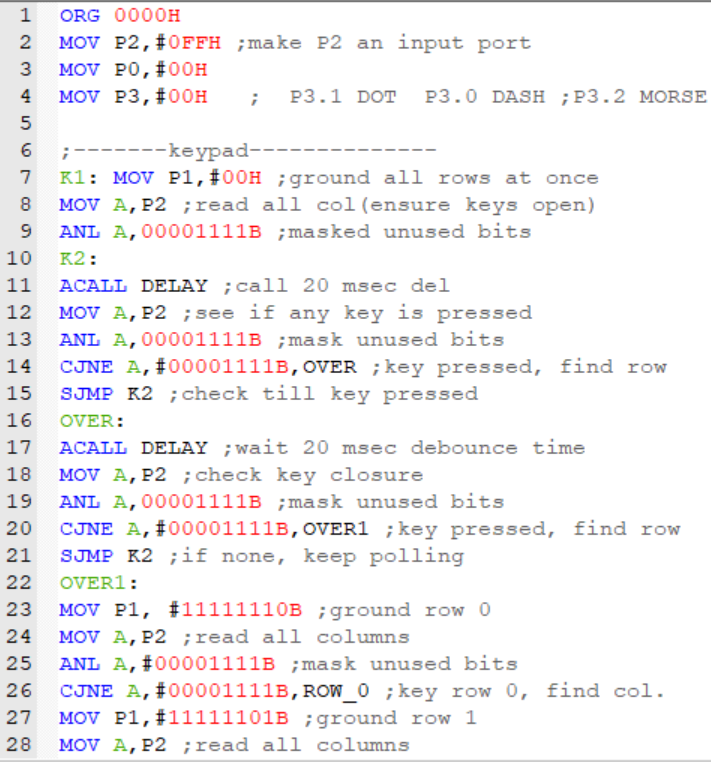 1 ORG 0000H
2 MOV P2,#0FFH ;make P2 an input port
3 MOV P0,#00H
4 MOV P3,#00H   ;  P3.1 DOT  P3.0 DASH ;P3.2 MORSE
5
6 ;-------keypad--------------
7 K1: MOV P1,#00H ;ground all rows at once
8 MOV A,P2 ;read all col(ensure keys open)
9 ANL A,00001111B ;masked unused bits
10 K2:
11 ACALL DELAY ;call 20 msec del
12 MOV A,P2 ;see if any key is pressed
13 ANL A,00001111B ;mask unused bits
14 CJNE A,#00001111B,OVER ;key pressed, find row
15 SJMP K2 ;check till key pressed
16 OVER:
17 ACALL DELAY ;wait 20 msec debounce time
18 MOV A,P2 ;check key closure
19 ANL A,00001111B ;mask unused bits
20 CJNE A,#00001111B,OVER1 ;key pressed, find row
21 SJMP K2 ;if none, keep polling
22 OVER1:
23 MOV P1, #11111110B ;ground row 0
24 MOV A,P2 ;read all columns
25 ANL A,#00001111B ;mask unused bits
26 CJNE A,#00001111B,ROW_0 ;key row 0, find col.
27 MOV P1,#11111101B ;ground row 1
28 MOV A,P2 ;read all columns